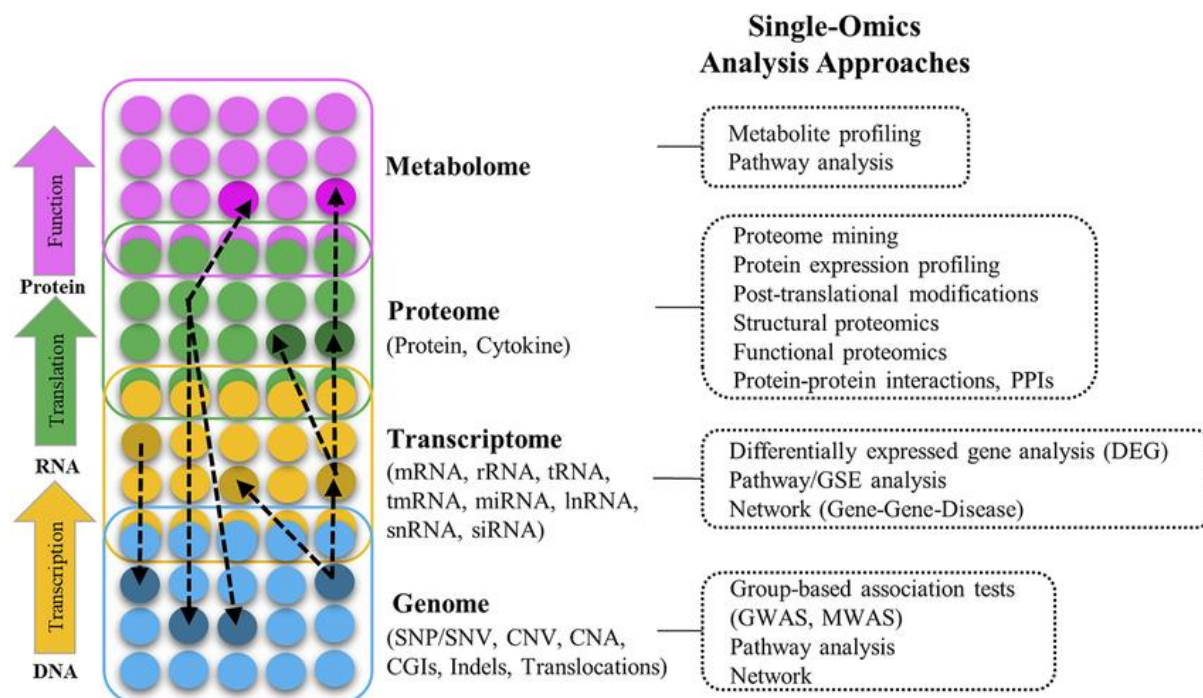 Single-Omics
Analysis Approaches
Function
Protein
Translation
RNA
Transcription
DNA
Metabolome
Metabolite profiling
Pathway analysis
Proteome
(Protein, Cytokine)
Proteome mining
Protein expression profiling
Post-translational modifications
Structural proteomics
Functional proteomics
Protein-protein interactions, PPIs
Transcriptome
(mRNA, rRNA, tRNA,
tmRNA, miRNA, lnRNA,
snRNA, siRNA)
Differentially expressed gene analysis (DEG)
Pathway/GSE analysis
Network (Gene-Gene-Disease)
Genome
(SNP/SNV, CNV, CNA,
CGIs, Indels, Translocations)
Group-based association tests
(GWAS, MWAS)
Pathway analysis
Network